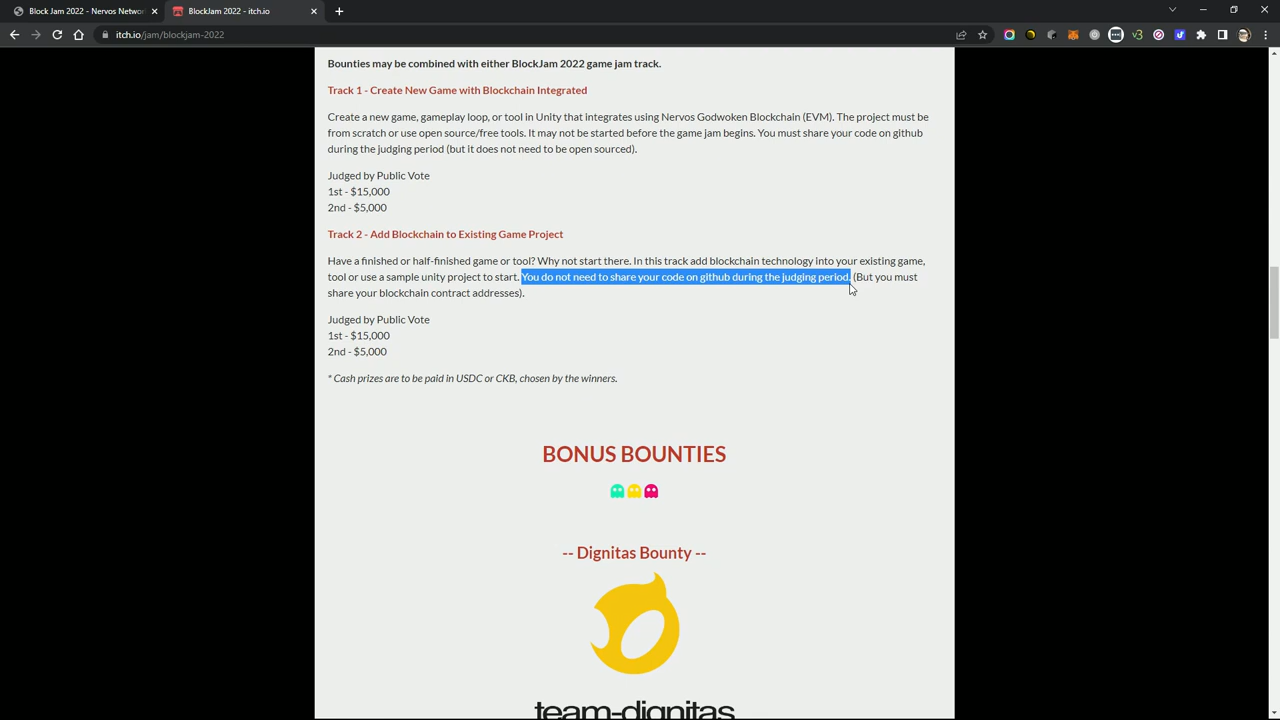 Block Jam 2022 - Nervos Networ
BlockJam 2022 - itch.io
itch.io/jam/blockjam-2022
Bounties may be combined with either BlockJam 2022 game jam track.
Track 1 - Create New Game with Blockchain Integrated
Create a new game, gameplay loop, or tool in Unity that integrates using Nervos Godwoken Blockchain (EVM). The project must be
from scratch or use open source/free tools. It may not be started before the game jam begins. You must share your code on github
during the judging period (but it does not need to be open sourced).
Judged by Public Vote
1st - $15,000
2nd - $5,000
Track 2 - Add Blockchain to Existing Game Project
Have a finished or half-finished game or tool? Why not start there. In this track add blockchain technology into your existing game,
tool or use a sample unity project to start. You do not need to share your code on github during the judging period. (But you must
share your blockchain contract addresses).
Judged by Public Vote
1st - $15,000
2nd - $5,000
* Cash prizes are to be paid in USDC or CKB, chosen by the winners.
BONUS BOUNTIES
-- Dignitas Bounty --
team-dignitas